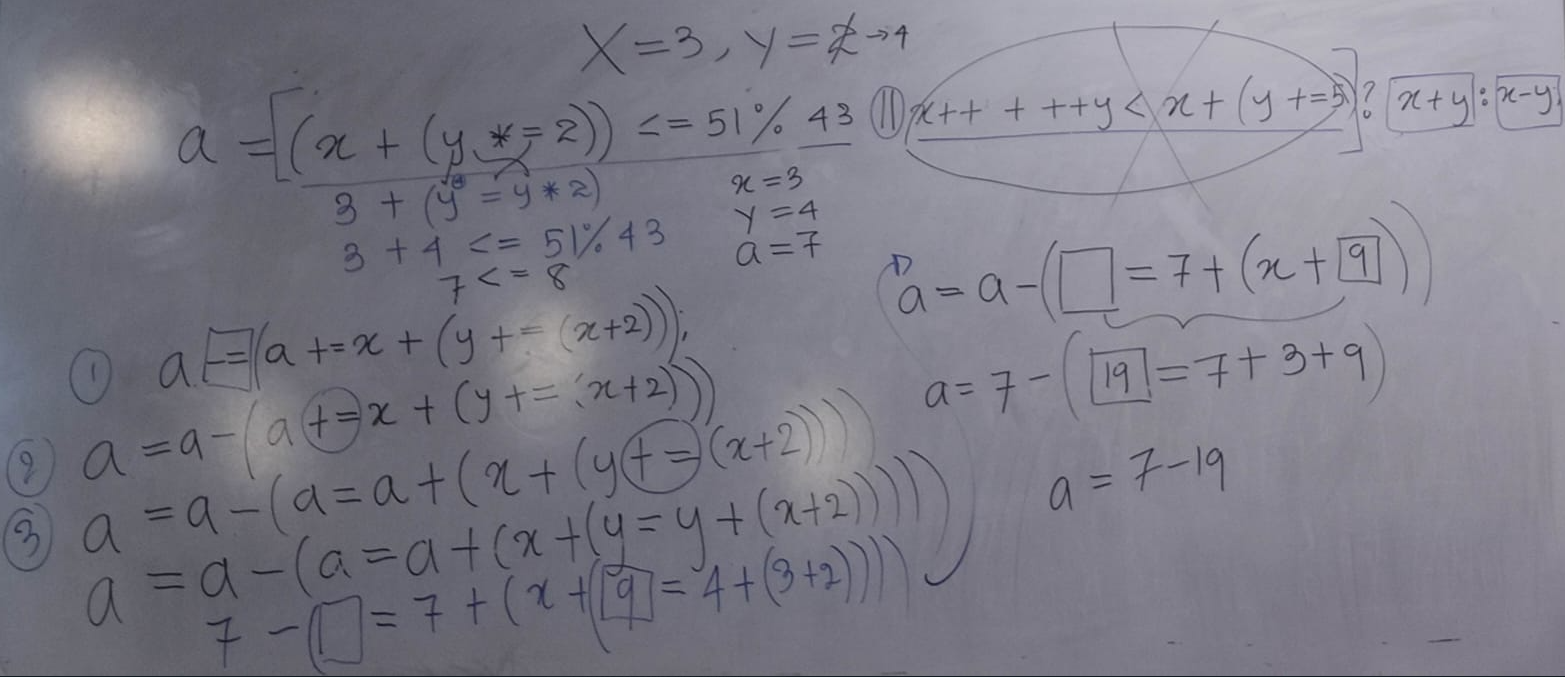 X = 3, Y = 2 → 4
a = [(x + (y *= 2)) <= 51 % 43 || x++ + ++y < x + (y += 5)] ? x+y : x-y
3 + (y = y * 2)
3 + 4 <= 51 % 43
7 <= 8
x = 3
y = 4
a = 7
① a -= (a += x + (y += (x+2)));
② a = a - (a += x + (y += (x+2)))
③ a = a - (a = a + (x + (y += (x+2))))
a = a - (a = a + (x + (y = y + (x+2)))))
7 - (□ = 7 + (x + (9 = 4 + (3+2))))
a = a - (□ = 7 + (x + 9))
a = 7 - (19 = 7 + 3 + 9)
a = 7 - 19